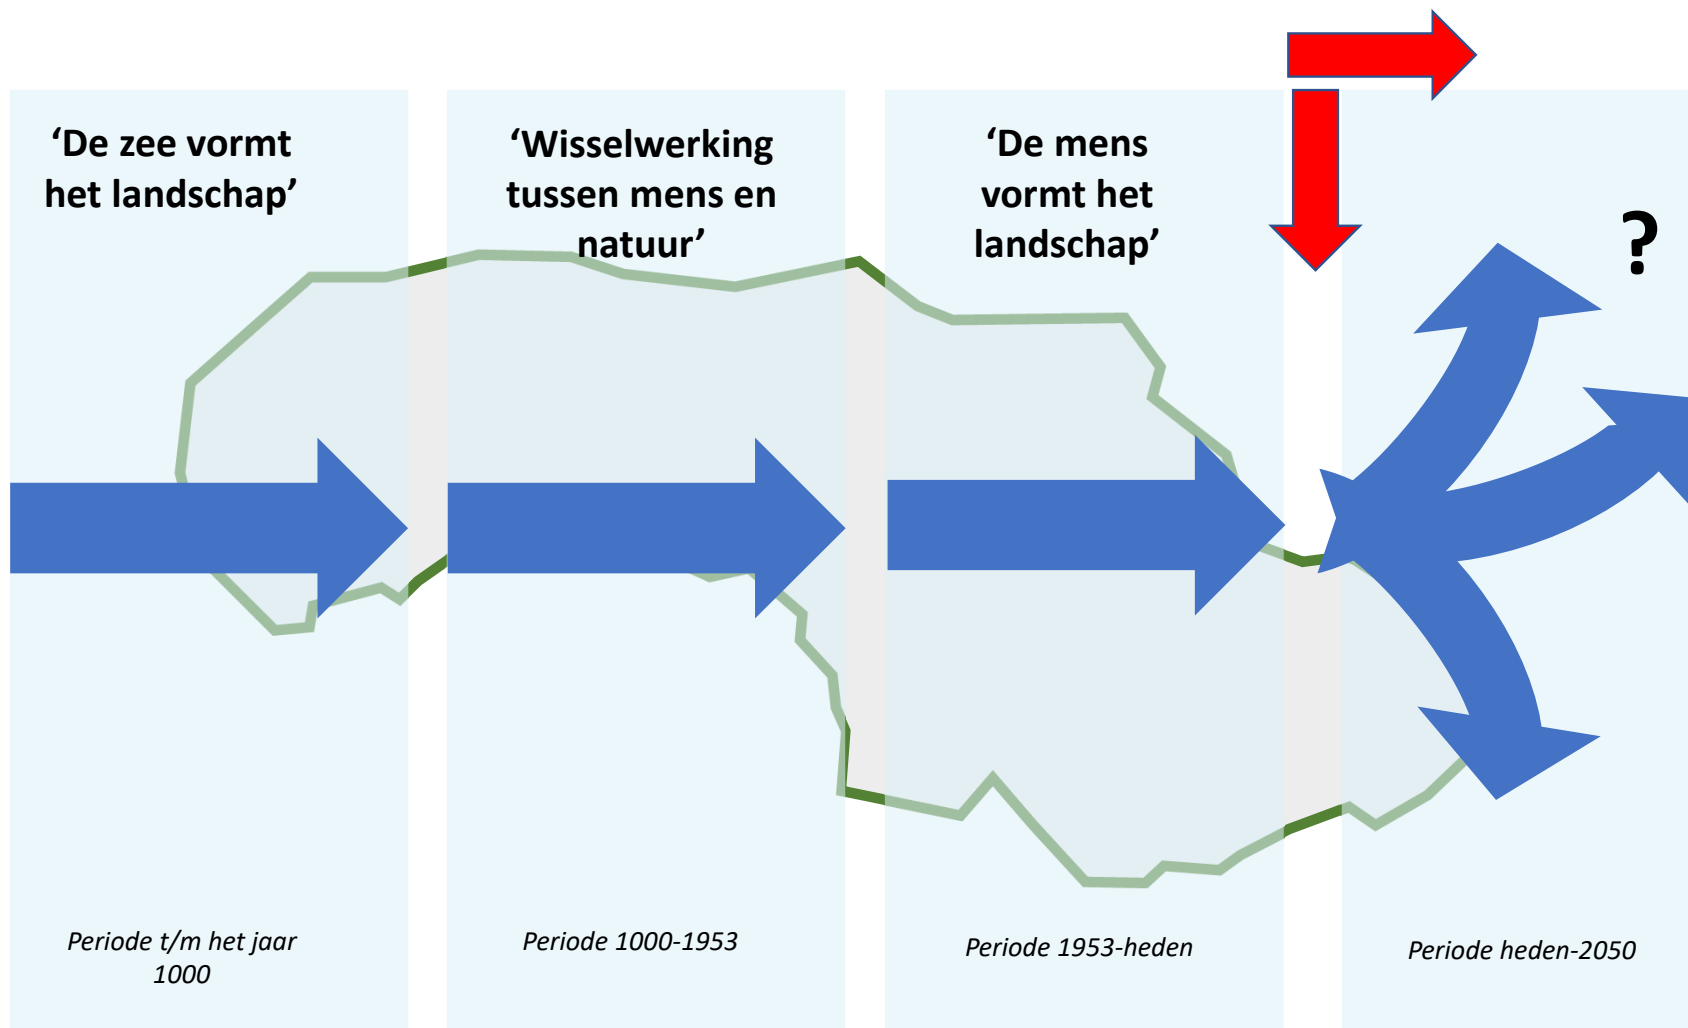 ‘De zee vormt
het landschap’
‘Wisselwerking
tussen mens en
natuur’
‘De mens
vormt het
landschap’
?
Periode t/m het jaar
1000
Periode 1000-1953
Periode 1953-heden
Periode heden-2050